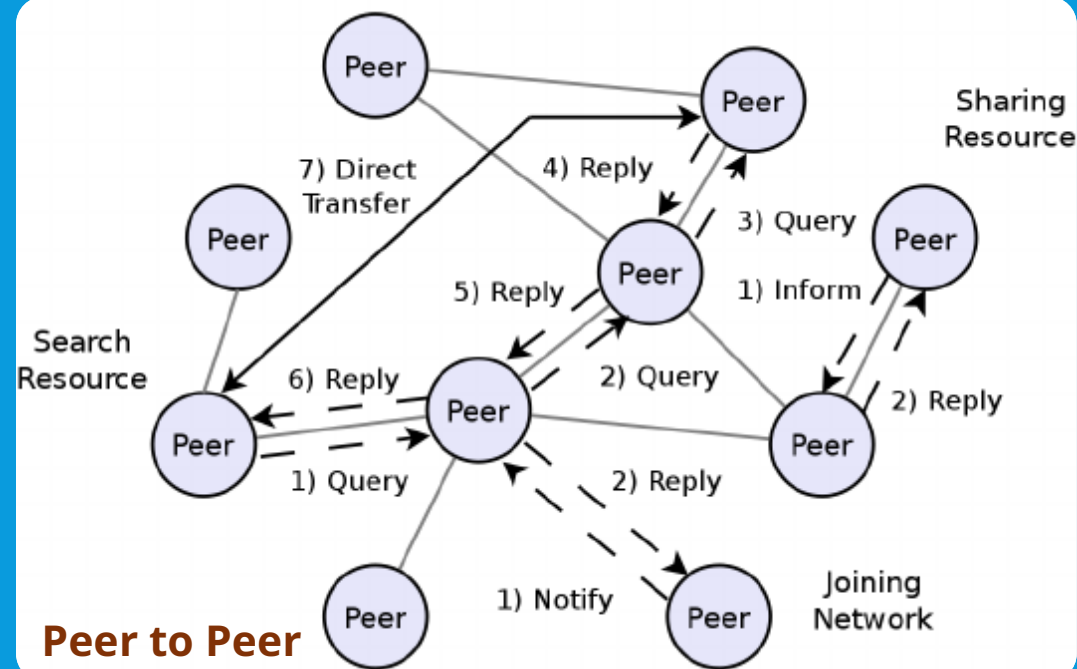 Peer
Peer
Sharing
Resource
7) Direct
Transfer
4) Reply
Peer
3) Query
Peer
Peer
5) Reply
1) Inform
Search
Resource
6) Reply
2) Query
Peer
2) Reply
Peer
Peer
1) Query
2) Reply
Joining
Network
1) Notify
Peer
Peer
Peer to Peer